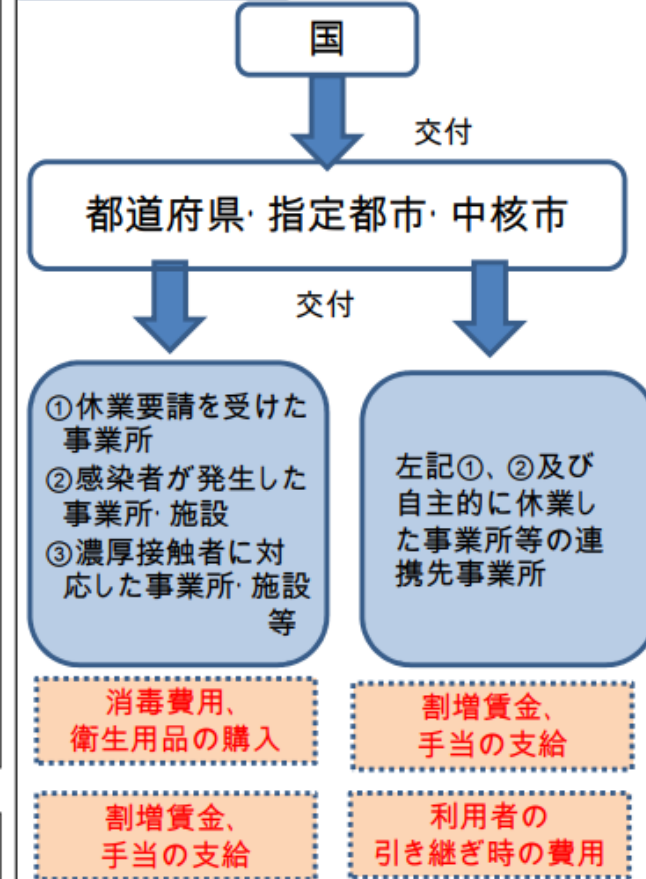 国
交付
都道府県・指定都市・中核市
交付
①休業要請を受けた
事業所
②感染者が発生した
事業所・施設
③濃厚接触者に対
応した事業所・施設
等
左記①、②及び
自主的に休業し
た事業所等の連
携先事業所
消毒費用、
衛生用品の購入
割増賃金、
手当の支給
割増賃金、
手当の支給
利用者の
引き継ぎ時の費用